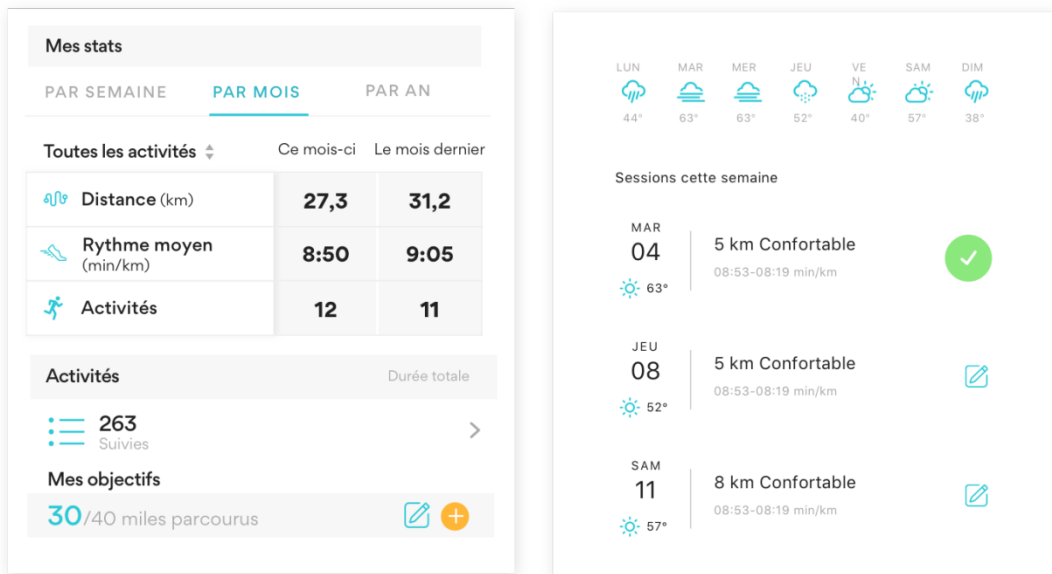 Mes stats
PAR SEMAINE PAR MOIS PAR AN
Toutes les activités Ce mois-ci Le mois dernier
Distance (km) 27,3 31,2
Rythme moyen
(min/km) 8:50 9:05
Activités 12 11
Activités Durée totale
263
Suivies
Mes objectifs
30/40 miles parcourus
LUN MAR MER JEU VE SAM DIM
N
44° 63° 63° 52° 40° 57° 38°
Sessions cette semaine
MAR
04
63°
5 km Confortable
08:53-08:19 min/km
JEU
08
52°
5 km Confortable
08:53-08:19 min/km
SAM
11
57°
8 km Confortable
08:53-08:19 min/km